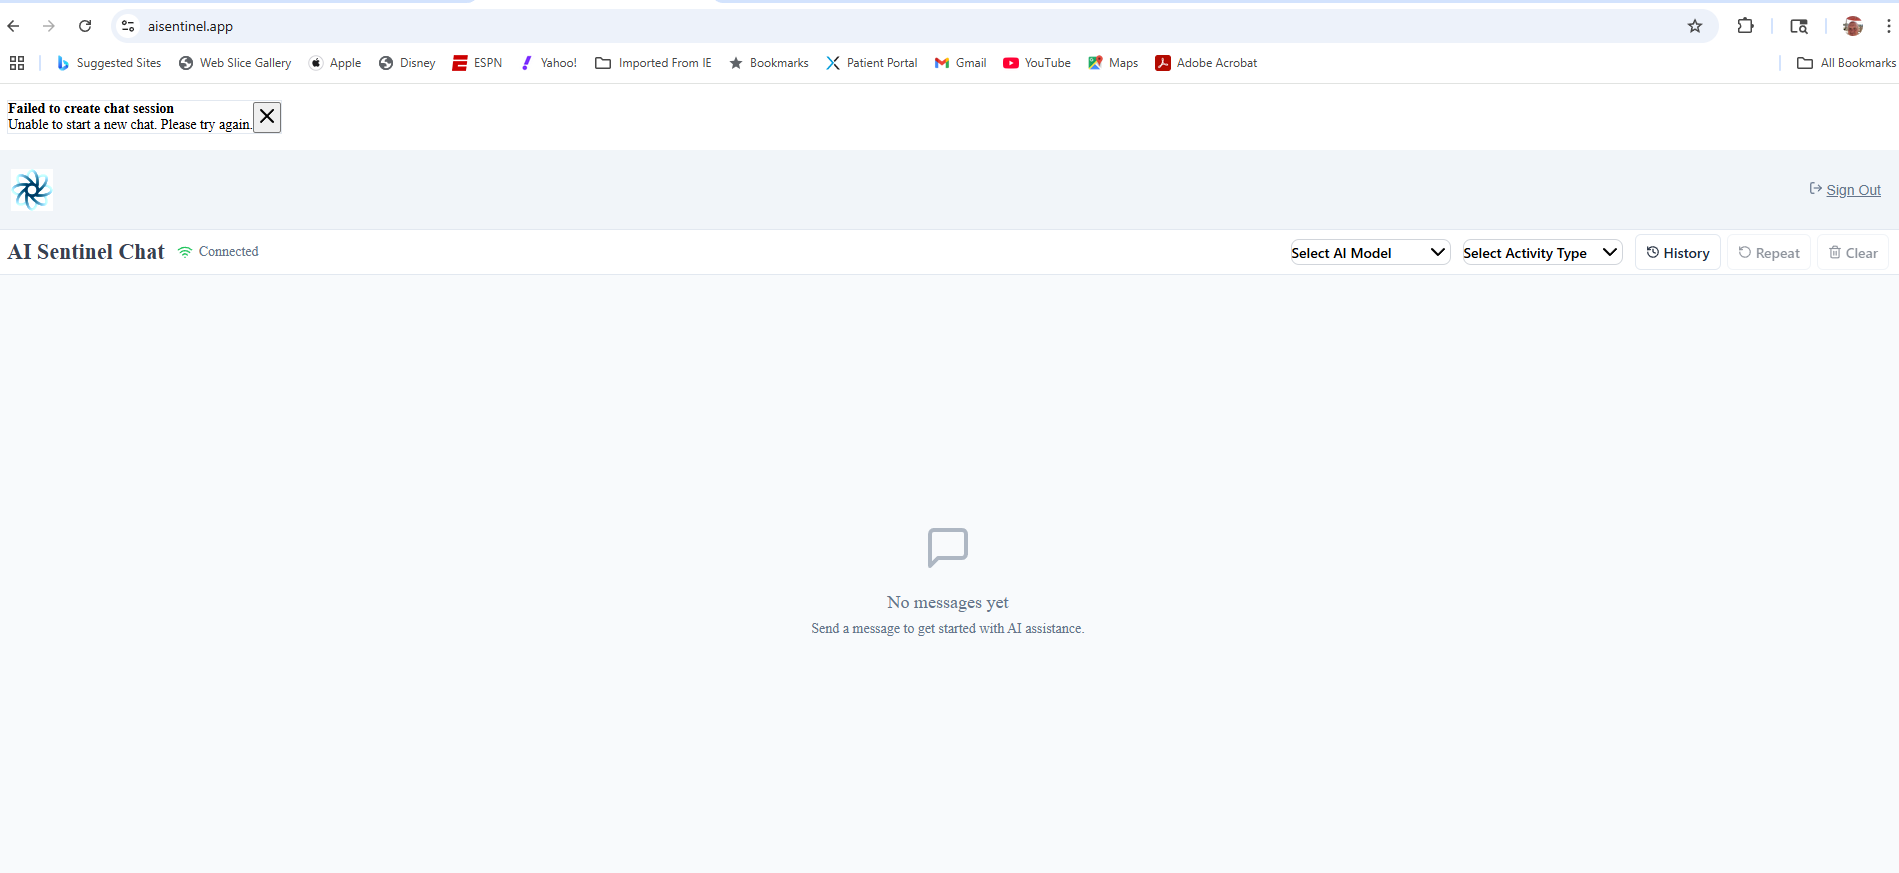 aisentinel.app
Suggested Sites Web Slice Gallery Apple Disney ESPN Yahoo! Imported From IE Bookmarks Patient Portal Gmail YouTube Maps Adobe Acrobat All Bookmarks
Failed to create chat session
Unable to start a new chat. Please try again.
Sign Out
AI Sentinel Chat Connected Select AI Model Select Activity Type History Repeat Clear
No messages yet
Send a message to get started with AI assistance.